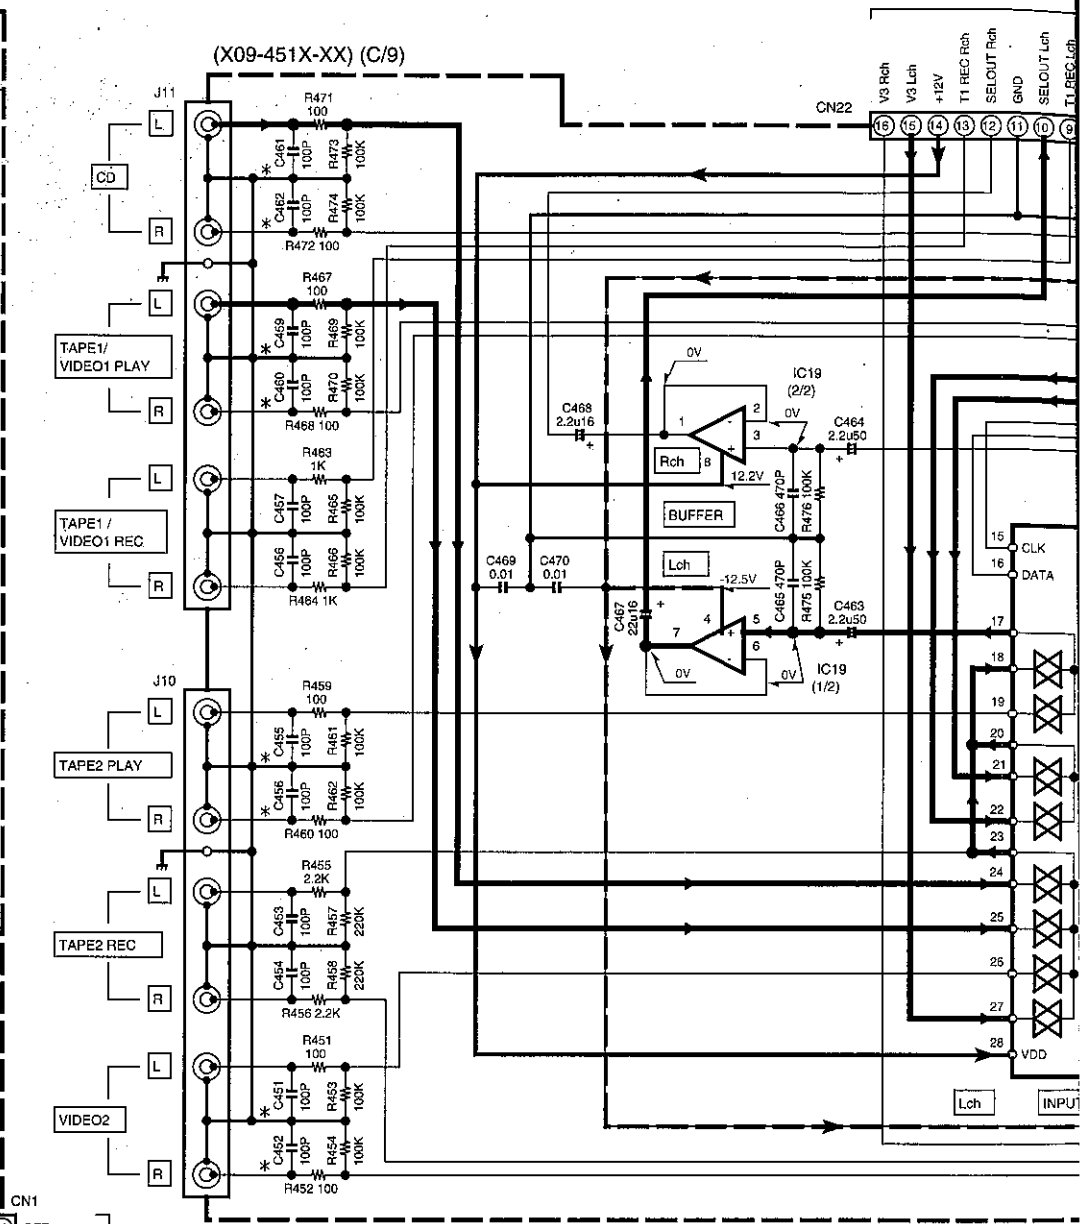 (X09-451X-XX) (C/9)
CN22
V3 Rch
V3 Lch
+12V
T1 REC Rch
SELOUT Rch
GND
SELOUT Lch
T1 REC Lch
16 15 14 13 12 11 10 9
J11
L
CD
R
R471
100
C461
100P
R473
100K
*
C462
100P
R474
100K
*
R472 100
L
TAPE1/
VIDEO1 PLAY
R
R467
100
C459
100P
R469
100K
*
C460
100P
R470
100K
*
R468 100
L
TAPE1 /
VIDEO1 REC
R
R463
1K
C457
100P
R465
100K
C456
100P
R466
100K
R464 1K
0V
IC19
(2/2)
C468
2.2u16
+
1
2
-
3
+
8
0V
C464
2.2u50
+
Rch
12.2V
BUFFER
C466 470P
R476 100K
C469
0.01
C470
0.01
Lch
-12.5V
C465 470P
R475 100K
C467
22u16
+
4
5
+
6
-
7
C463
2.2u50
+
0V
0V
IC19
(1/2)
15
CLK
16
DATA
17
18
19
20
21
22
23
24
25
26
27
28
VDD
Lch
INPUT
J10
L
TAPE2 PLAY
R
R459
100
C455
100P
R461
100K
*
C456
100P
R462
100K
*
R460 100
L
TAPE2 REC
R
R455
2.2K
C453
100P
R457
220K
C454
100P
R458
220K
R456 2.2K
L
VIDEO2
R
R451
100
C451
100P
R453
100K
*
C452
100P
R454
100K
*
R452 100
CN1